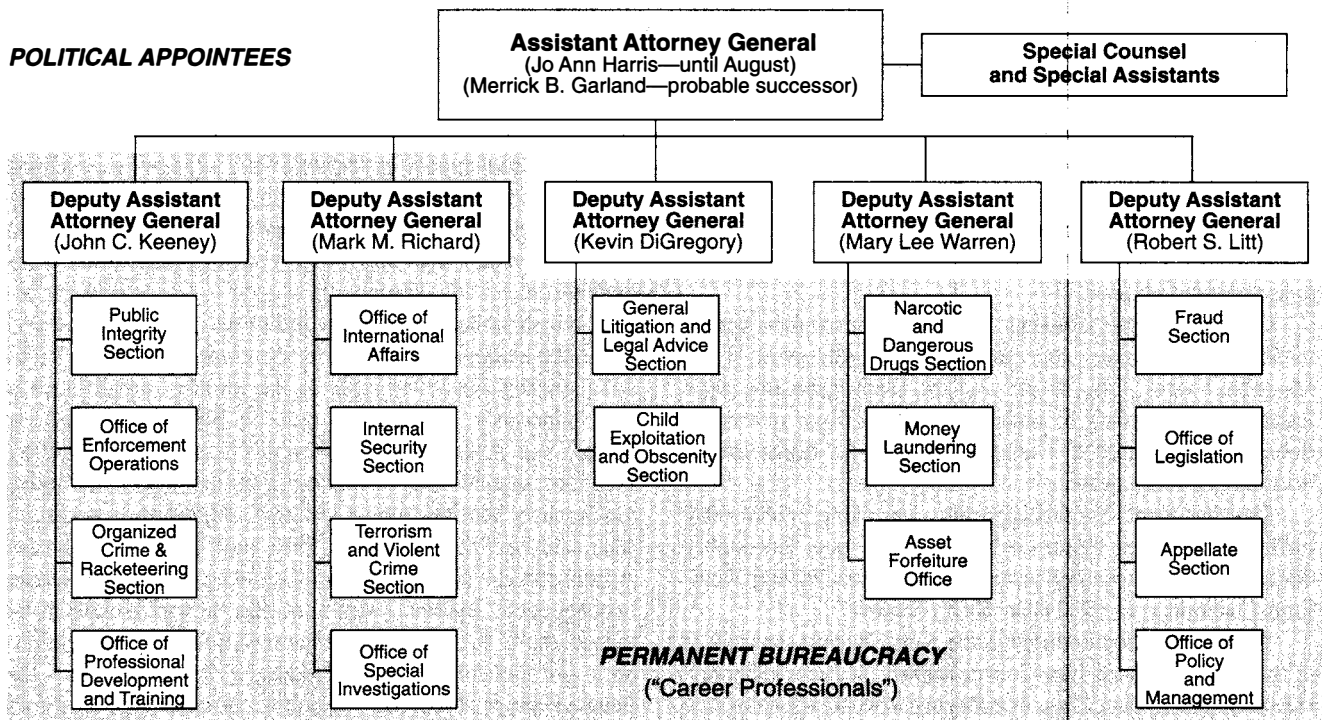 POLITICAL APPOINTEES
Assistant Attorney General
(Jo Ann Harris—until August)
(Merrick B. Garland—probable successor)
Special Counsel
and Special Assistants
Deputy Assistant
Attorney General
(John C. Keeney)
Deputy Assistant
Attorney General
(Mark M. Richard)
Deputy Assistant
Attorney General
(Kevin DiGregory)
Deputy Assistant
Attorney General
(Mary Lee Warren)
Deputy Assistant
Attorney General
(Robert S. Litt)
Public
Integrity
Section
Office of
Enforcement
Operations
Organized
Crime &
Racketeering
Section
Office of
Professional
Development
and Training
Office of
International
Affairs
Internal
Security
Section
Terrorism
and Violent
Crime
Section
Office of
Special
Investigations
General
Litigation and
Legal Advice
Section
Child
Exploitation
and Obscenity
Section
Narcotic
and
Dangerous
Drugs Section
Money
Laundering
Section
Asset
Forfeiture
Office
Fraud
Section
Office of
Legislation
Appellate
Section
Office of
Policy
and
Management
PERMANENT BUREAUCRACY
("Career Professionals")